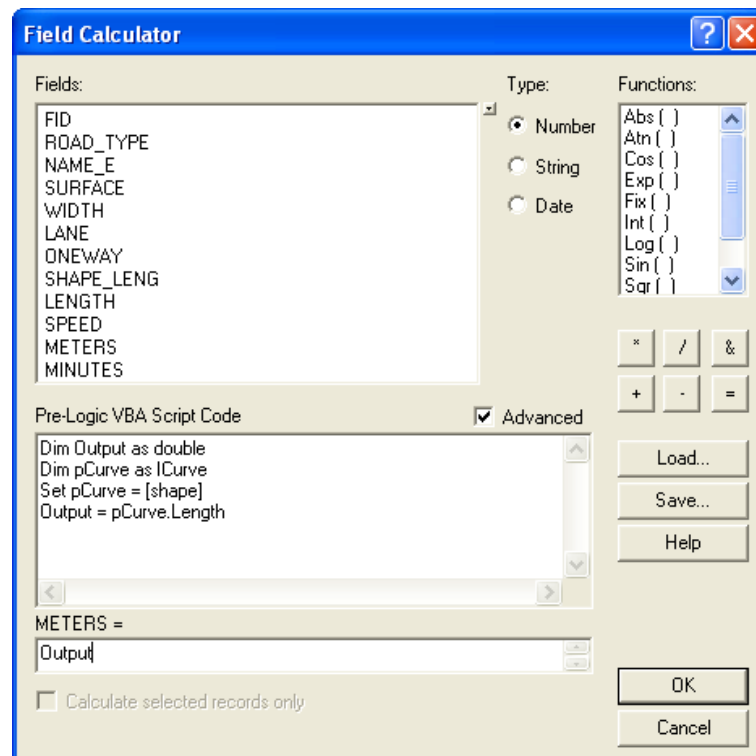 Field Calculator
Fields:
FID
ROAD_TYPE
NAME_E
SURFACE
WIDTH
LANE
ONEWAY
SHAPE_LENG
LENGTH
SPEED
METERS
MINUTES
Type:
Number
String
Date
Functions:
Abs ( )
Atn ( )
Cos ( )
Exp ( )
Fix ( )
Int ( )
Log ( )
Sin ( )
Sqr ( )
* / &
+ - =
Pre-Logic VBA Script Code
Advanced
Dim Output as double
Dim pCurve as ICurve
Set pCurve = [shape]
Output = pCurve.Length
Load...
Save...
Help
METERS =
Output
Calculate selected records only
OK
Cancel